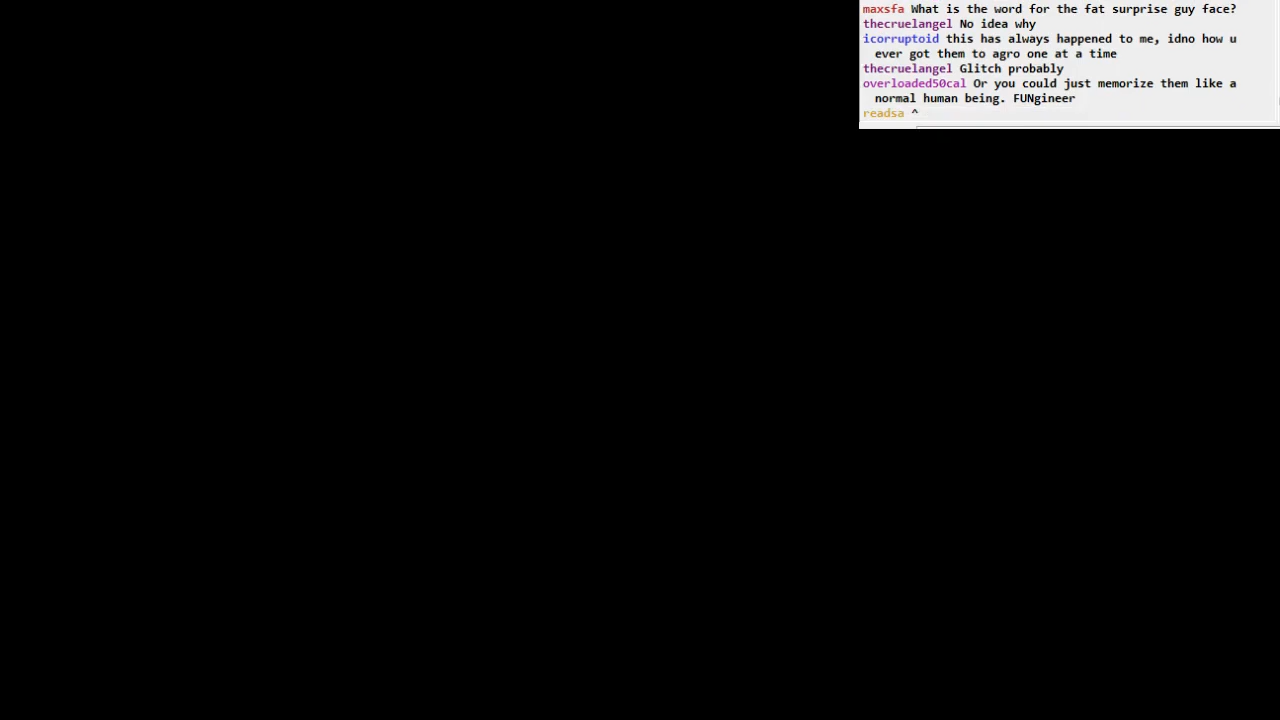 maxsfa What is the word for the fat surprise guy face?
thecruelangel No idea why
icorruptoid this has always happened to me, idno how u
ever got them to agro one at a time
thecruelangel Glitch probably
overloaded50cal Or you could just memorize them like a
normal human being. FUNgineer
readsa ^